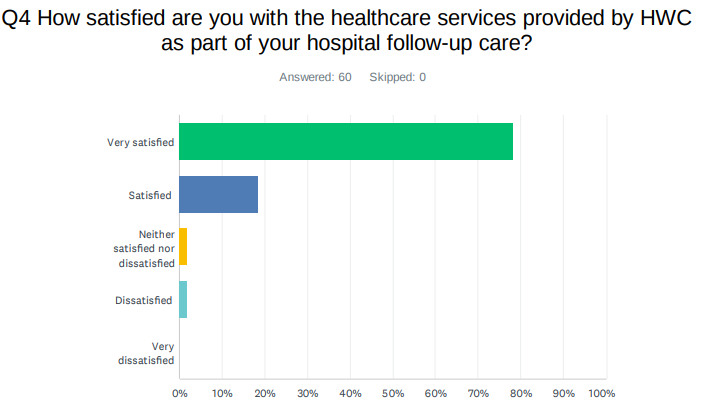 Q4 How satisfied are you with the healthcare services provided by HWC
as part of your hospital follow-up care?
Answered: 60 Skipped: 0
Very satisfied
Satisfied
Neither
satisfied nor
dissatisfied
Dissatisfied
Very
dissatisfied
0% 10% 20% 30% 40% 50% 60% 70% 80% 90% 100%